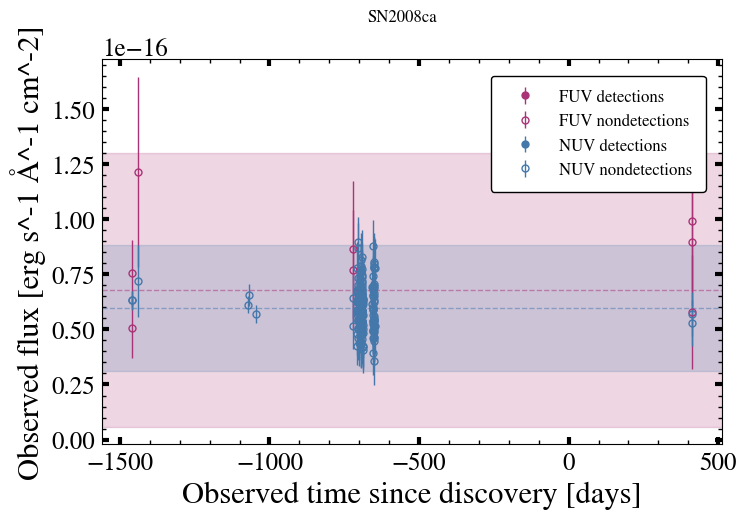 SN2008ca
1e−16
FUV detections
FUV nondetections
NUV detections
NUV nondetections
1.50
1.25
1.00
0.75
0.50
0.25
0.00
Observed flux [erg s^-1 Å^-1 cm^-2]
−1500 −1000 −500 0 500
Observed time since discovery [days]